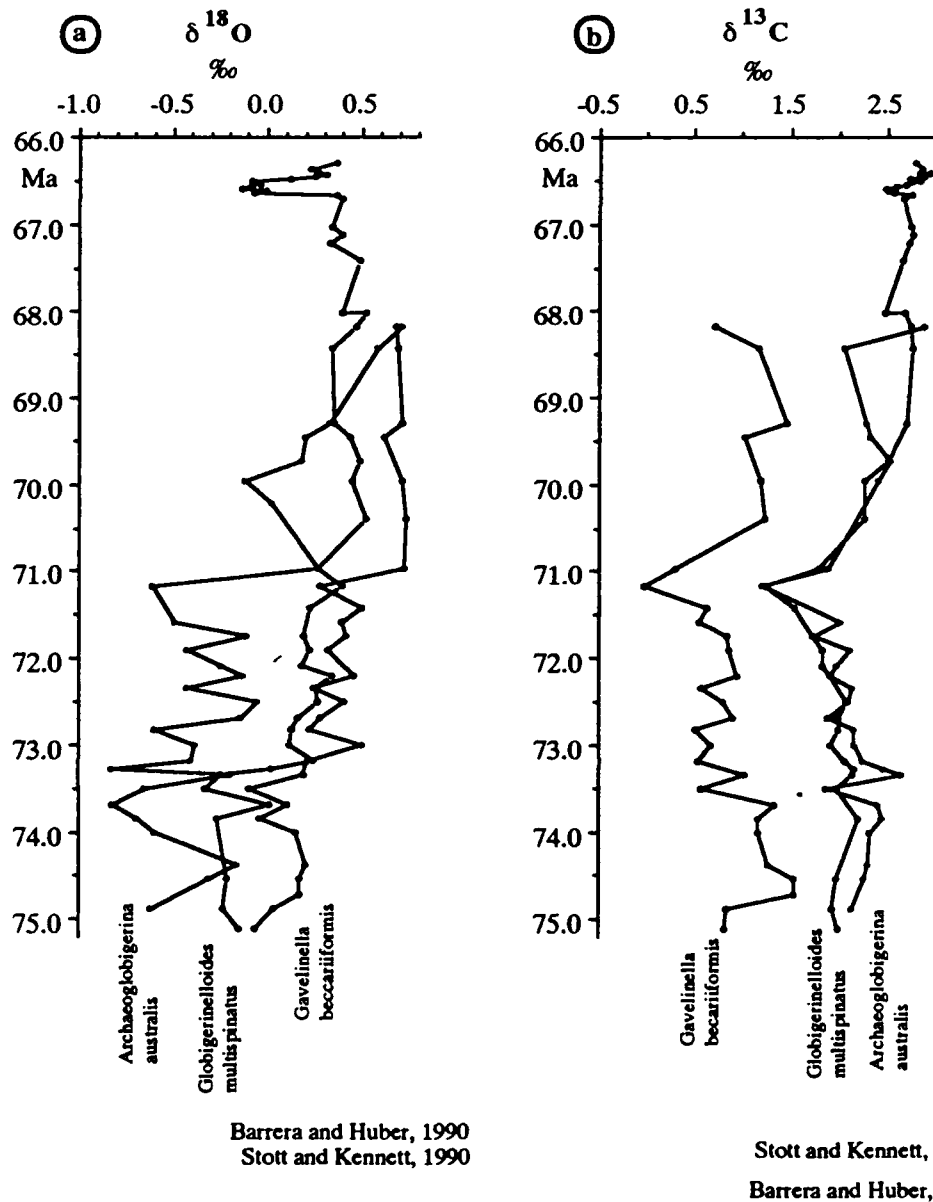 a
δ ¹⁸O
‰
-1.0 -0.5 0.0 0.5
66.0
Ma
67.0
68.0
69.0
70.0
71.0
72.0
73.0
74.0
75.0
Archaeoglobigerina
australis
Globigerinelloides
multispinatus
Gavelinella
beccariiformis
Barrera and Huber, 1990
Stott and Kennett, 1990
b
δ ¹³C
‰
-0.5 0.5 1.5 2.5
66.0
Ma
67.0
68.0
69.0
70.0
71.0
72.0
73.0
74.0
75.0
Gavelinella
becariiformis
Globigerinelloides
multispinatus
Archaeoglobigerina
australis
Stott and Kennett,
Barrera and Huber,